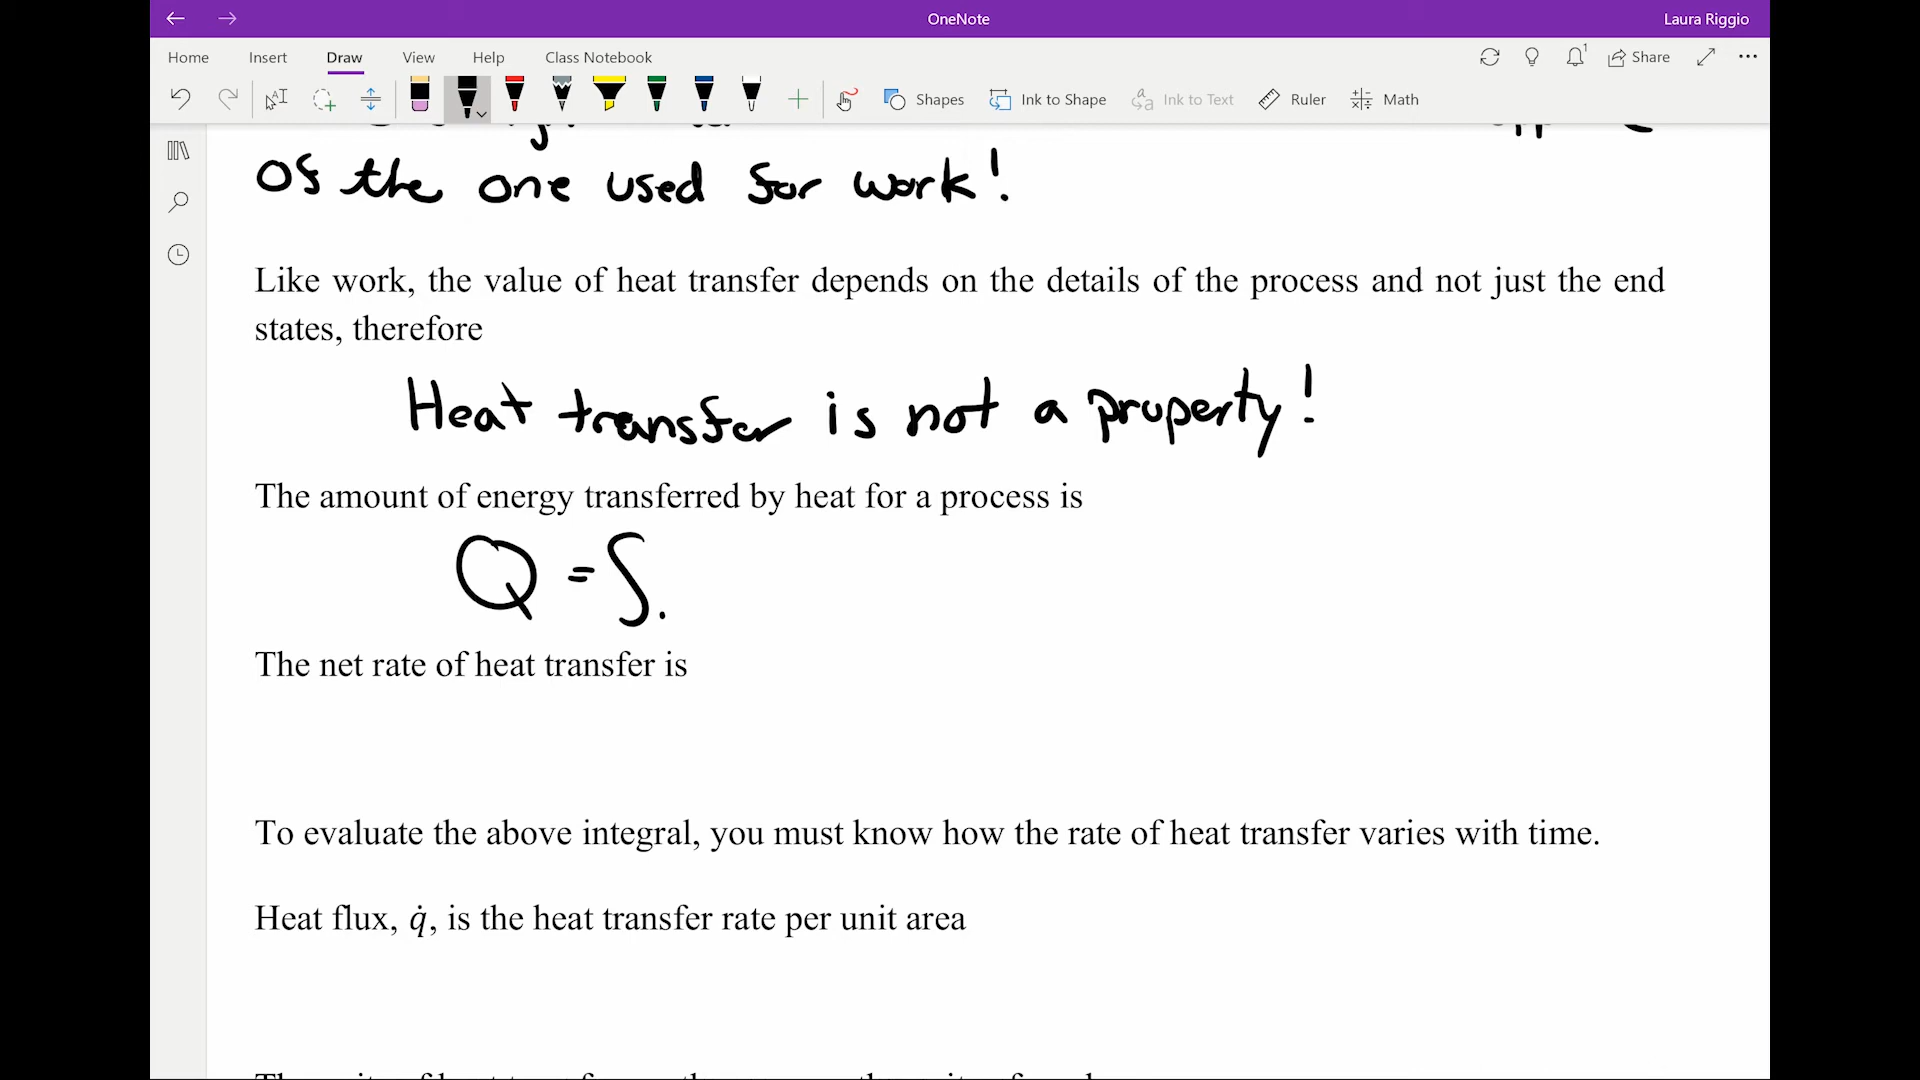 OneNote
Laura Riggio
Home Insert Draw View Help Class Notebook
1 Share
Shapes Ink to Shape Ink to Text Ruler Math
of the one used for work!
Like work, the value of heat transfer depends on the details of the process and not just the end
states, therefore
Heat transfer is not a property!
The amount of energy transferred by heat for a process is
Q = ∫.
The net rate of heat transfer is
To evaluate the above integral, you must know how the rate of heat transfer varies with time.
Heat flux, q̇, is the heat transfer rate per unit area